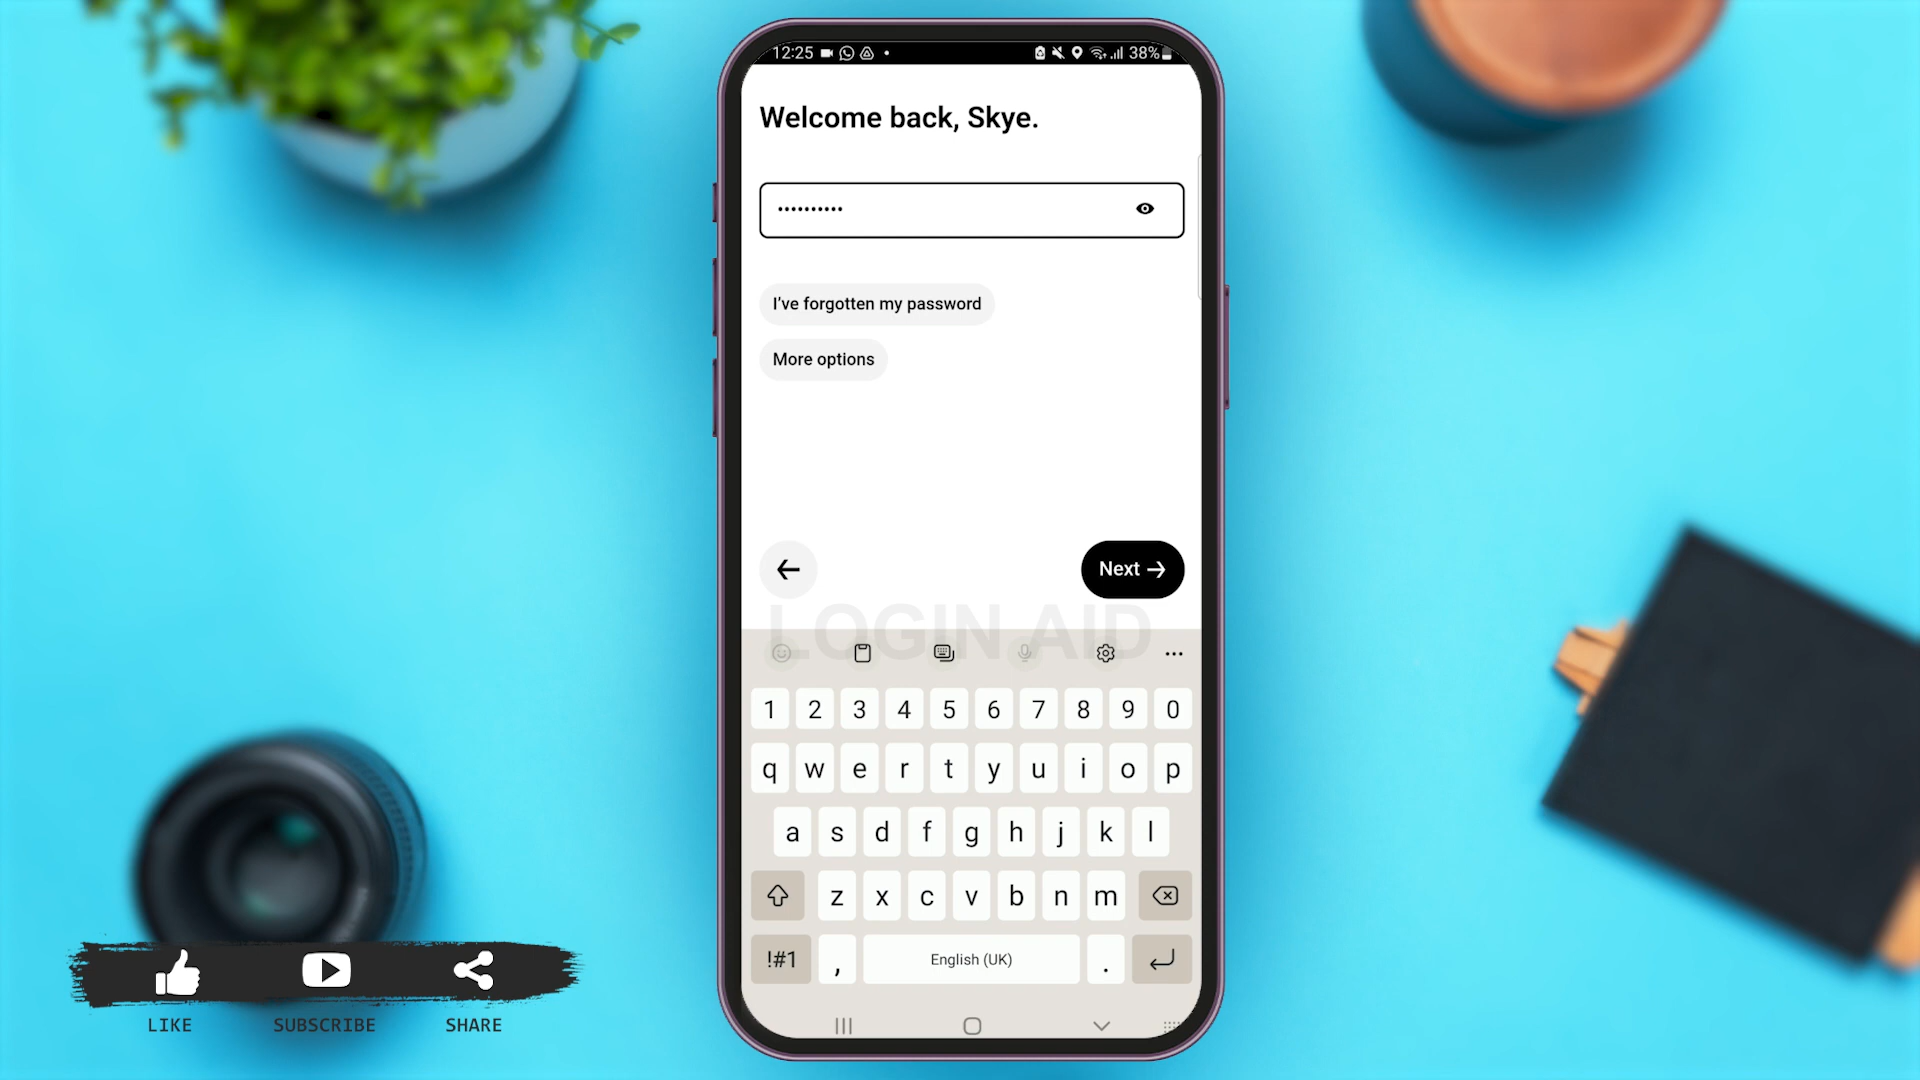 12:25
38%
Welcome back, Skye.
••••••••••
I've forgotten my password
More options
Next
LOGIN AID
1 2 3 4 5 6 7 8 9 0
q w e r t y u i o p
a s d f g h j k l
z x c v b n m
!#1 , English (UK) .
LIKE SUBSCRIBE SHARE